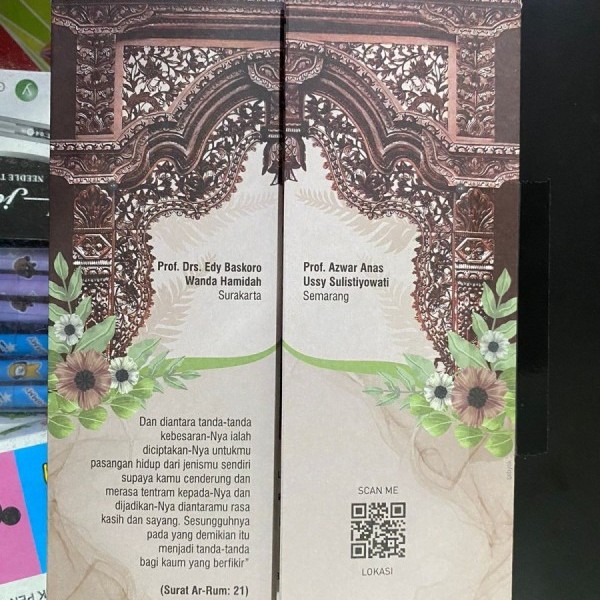 Prof. Drs. Edy Baskoro
Wanda Hamidah
Surakarta
Prof. Azwar Anas
Ussy Sulistiyowati
Semarang
Dan diantara tanda-tanda
kebesaran-Nya ialah
diciptakan-Nya untukmu
pasangan hidup dari jenismu sendiri
supaya kamu cenderung dan
merasa tentram kepada-Nya dan
dijadikan-Nya diantaramu rasa
kasih dan sayang. Sesungguhnya
pada yang demikian itu
menjadi tanda-tanda
bagi kaum yang berfikir"
(Surat Ar-Rum: 21)
SCAN ME
LOKASI
NEEDLE T
K PEN